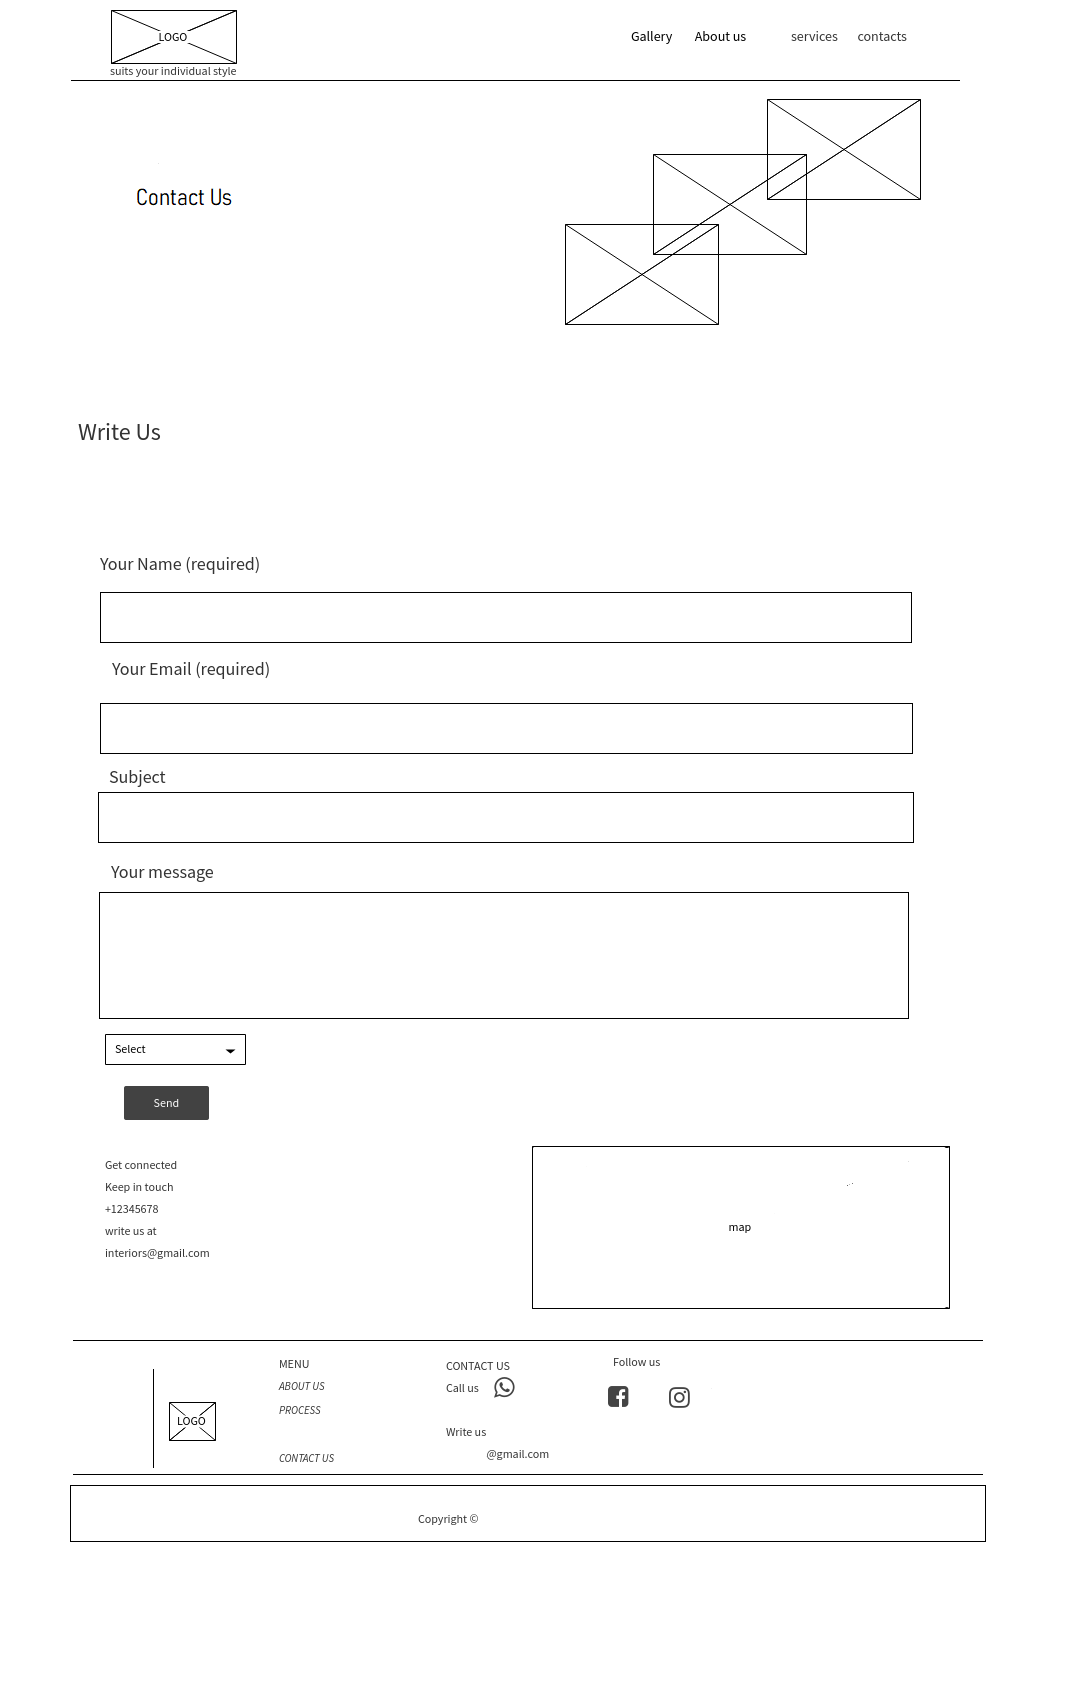 LOGO
suits your individual style
Gallery About us services contacts
Contact Us
Write Us
Your Name (required)
Your Email (required)
Subject
Your message
Select
Send
Get connected
Keep in touch
+12345678
write us at
interiors@gmail.com
map
LOGO
MENU
ABOUT US
PROCESS
CONTACT US
CONTACT US
Call us
Write us
@gmail.com
Follow us
Copyright ©